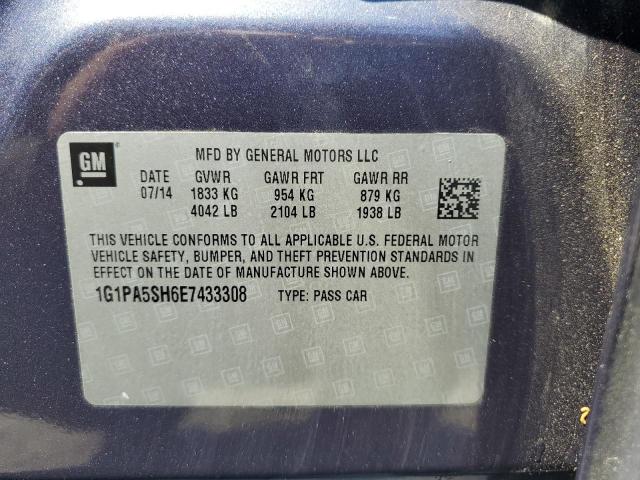 GM
MFD BY GENERAL MOTORS LLC
DATE GVWR GAWR FRT GAWR RR
07/14 1833 KG 954 KG 879 KG
4042 LB 2104 LB 1938 LB
THIS VEHICLE CONFORMS TO ALL APPLICABLE U.S. FEDERAL MOTOR
VEHICLE SAFETY, BUMPER, AND THEFT PREVENTION STANDARDS IN
EFFECT ON THE DATE OF MANUFACTURE SHOWN ABOVE.
1G1PA5SH6E7433308 TYPE: PASS CAR